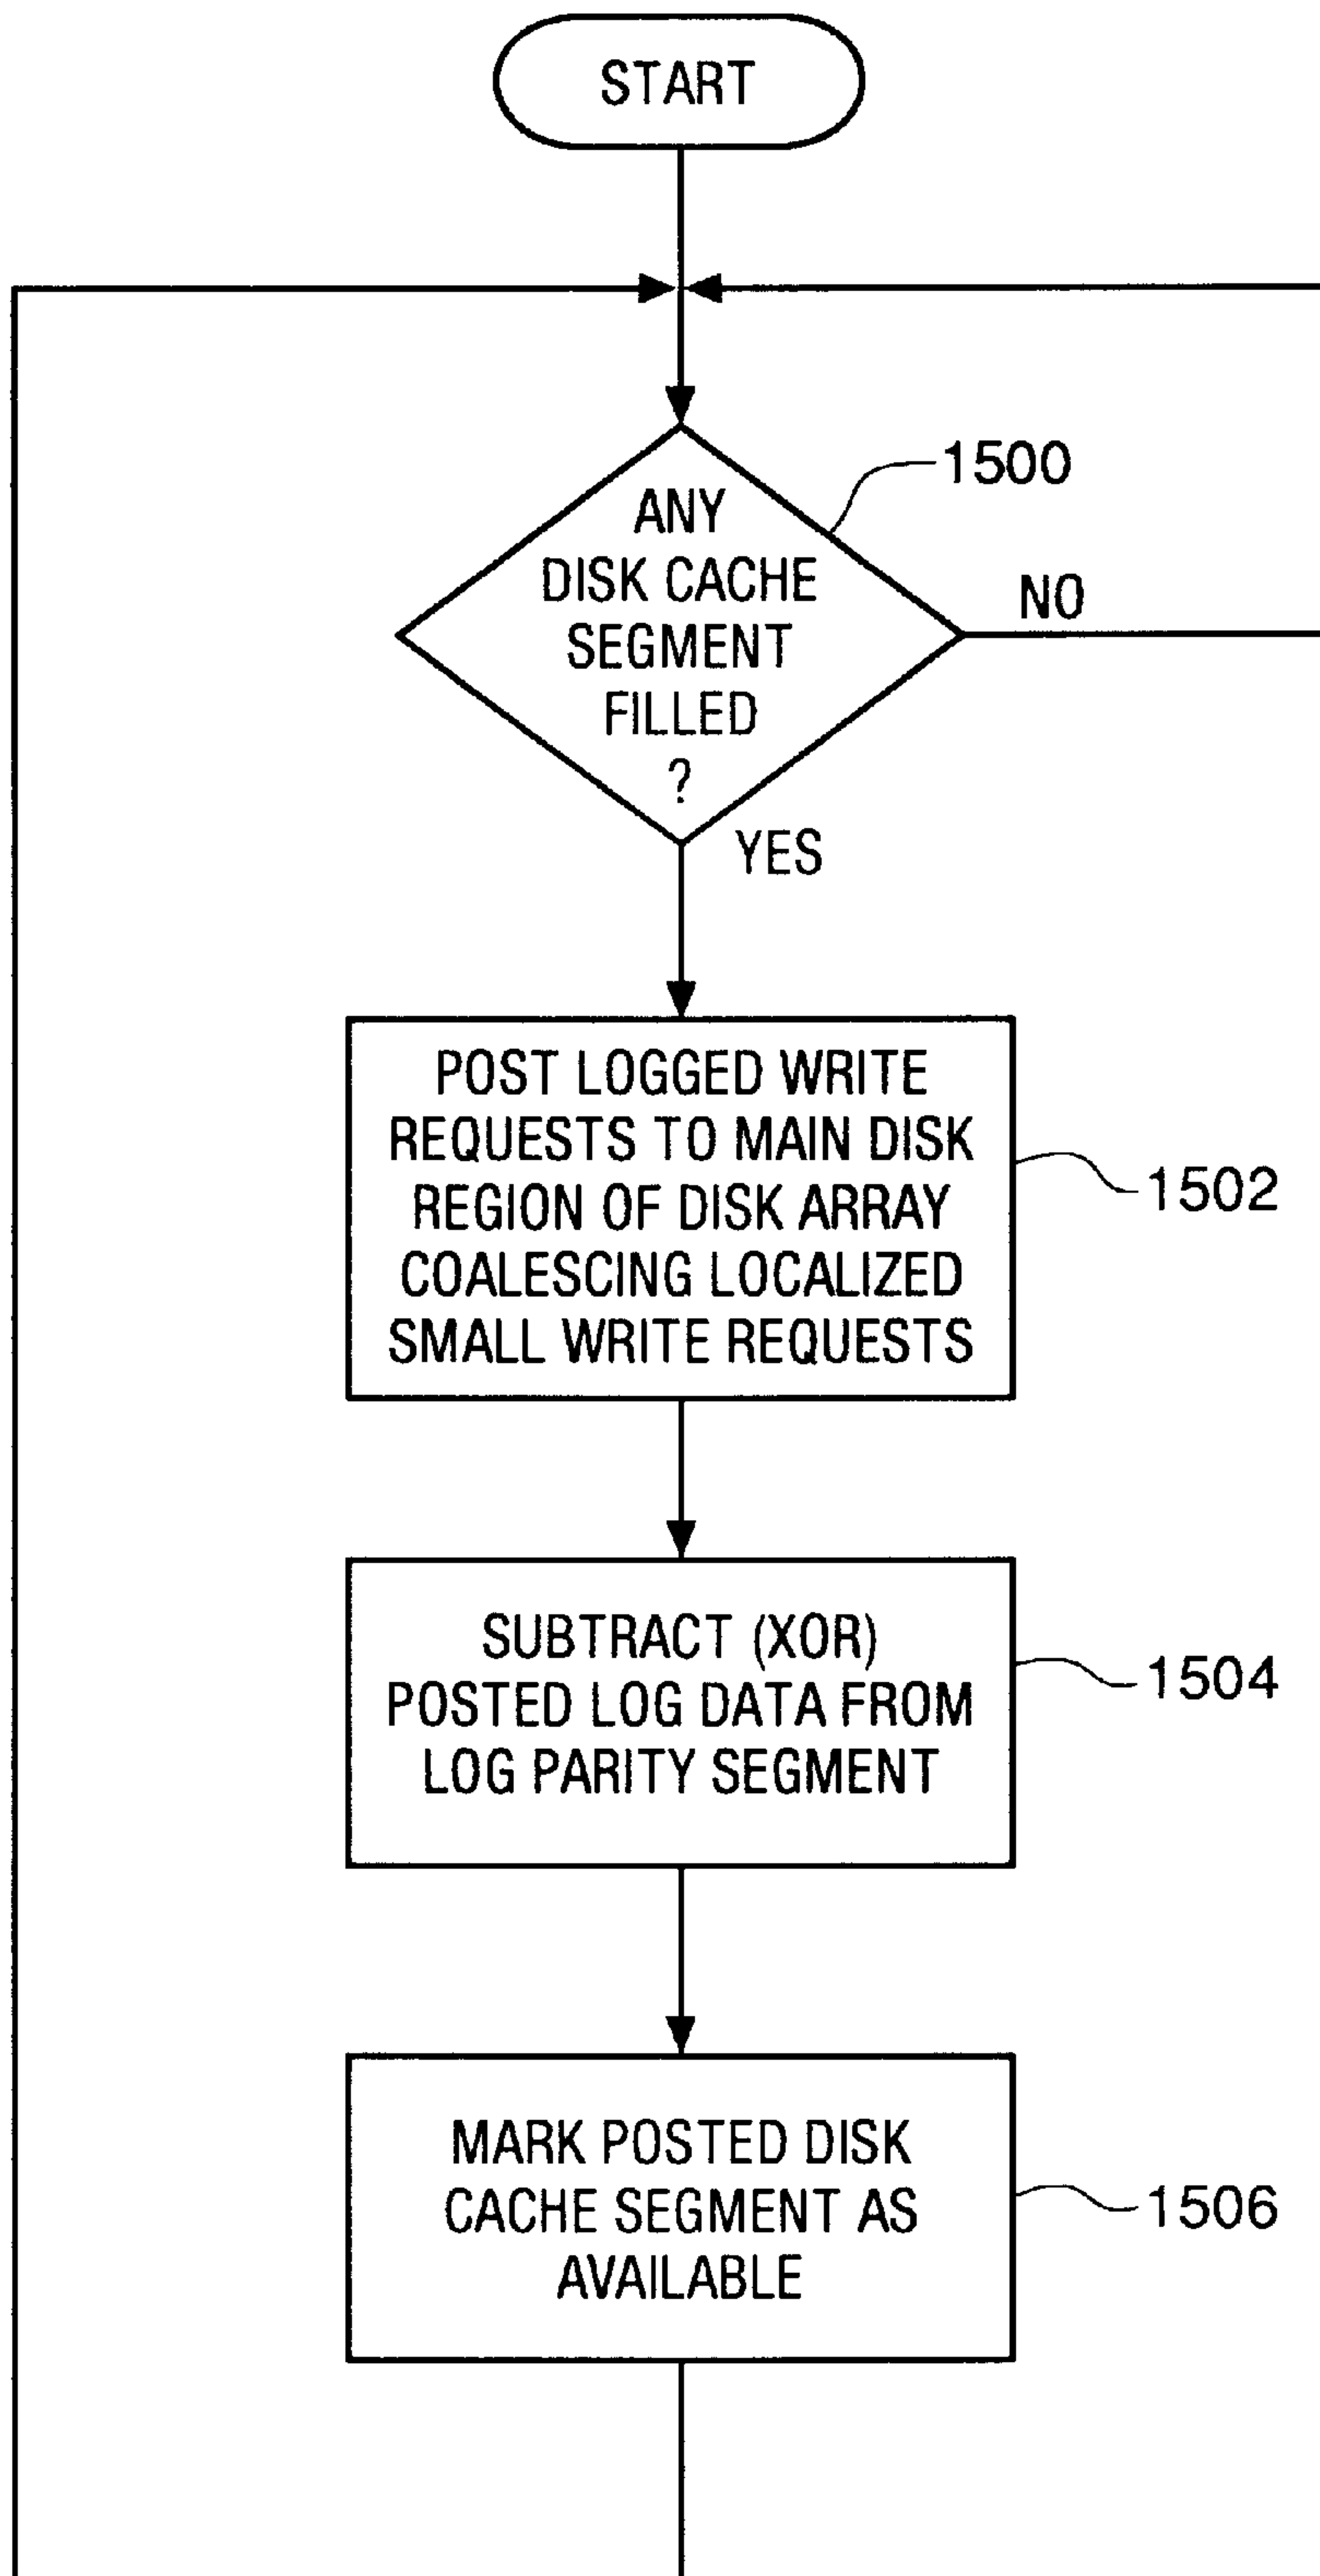 START
1500
ANY
DISK CACHE
SEGMENT
FILLED
?
NO
YES
POST LOGGED WRITE
REQUESTS TO MAIN DISK
REGION OF DISK ARRAY
COALESCING LOCALIZED
SMALL WRITE REQUESTS
1502
SUBTRACT (XOR)
POSTED LOG DATA FROM
LOG PARITY SEGMENT
1504
MARK POSTED DISK
CACHE SEGMENT AS
AVAILABLE
1506